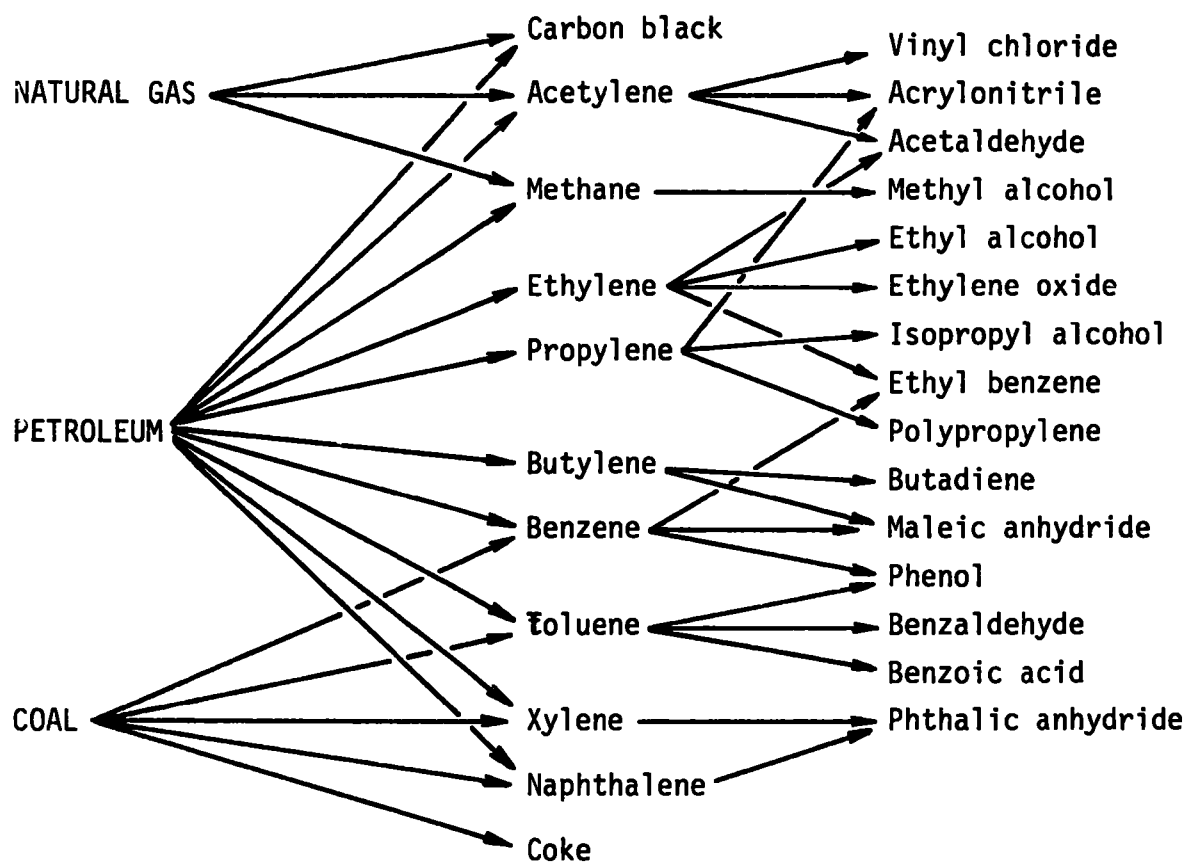 NATURAL GAS
PETROLEUM
COAL
Carbon black
Acetylene
Methane
Ethylene
Propylene
Butylene
Benzene
Toluene
Xylene
Naphthalene
Coke
Vinyl chloride
Acrylonitrile
Acetaldehyde
Methyl alcohol
Ethyl alcohol
Ethylene oxide
Isopropyl alcohol
Ethyl benzene
Polypropylene
Butadiene
Maleic anhydride
Phenol
Benzaldehyde
Benzoic acid
Phthalic anhydride